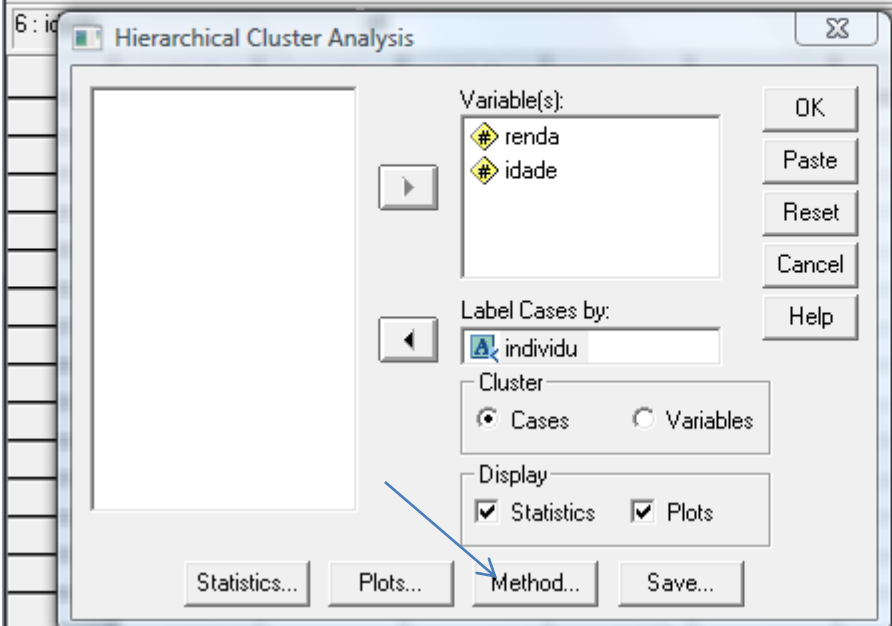 6 : id
Hierarchical Cluster Analysis
Variable(s):
renda
idade
OK
Paste
Reset
Cancel
Help
Label Cases by:
individu
Cluster
Cases Variables
Display
Statistics Plots
Statistics... Plots... Method... Save...